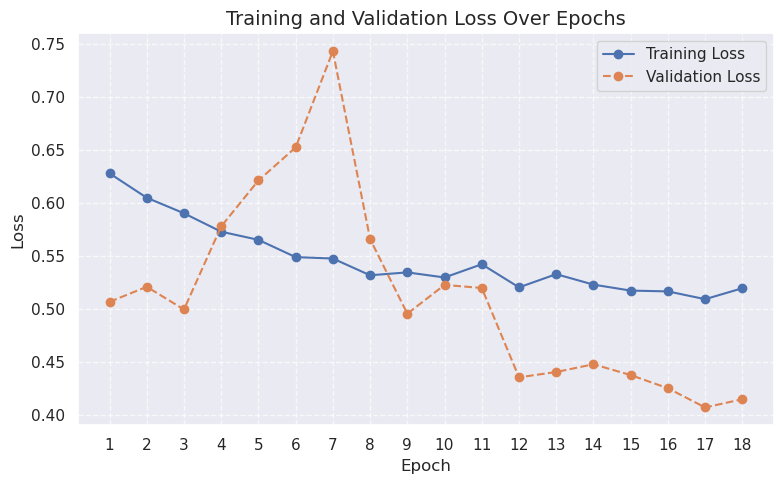 Training and Validation Loss Over Epochs
Training Loss
Validation Loss
0.75
0.70
0.65
0.60
0.55
0.50
0.45
0.40
Loss
1 2 3 4 5 6 7 8 9 10 11 12 13 14 15 16 17 18
Epoch